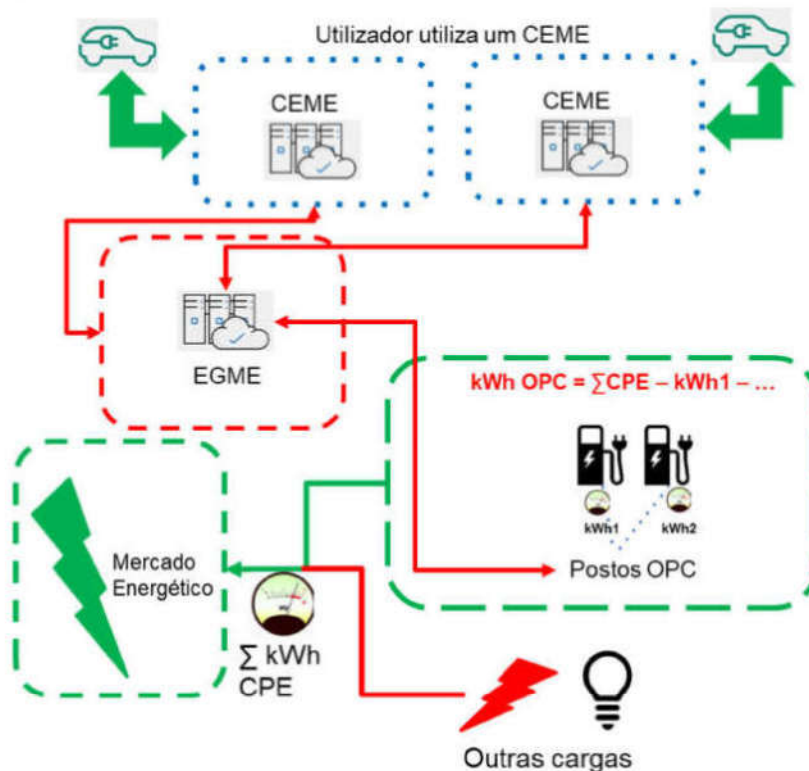 Utilizador utiliza um CEME
CEME
CEME
EGME
kWh OPC = ∑CPE – kWh1 – ...
kWh1
kWh2
Postos OPC
Mercado
Energético
∑ kWh
CPE
Outras cargas